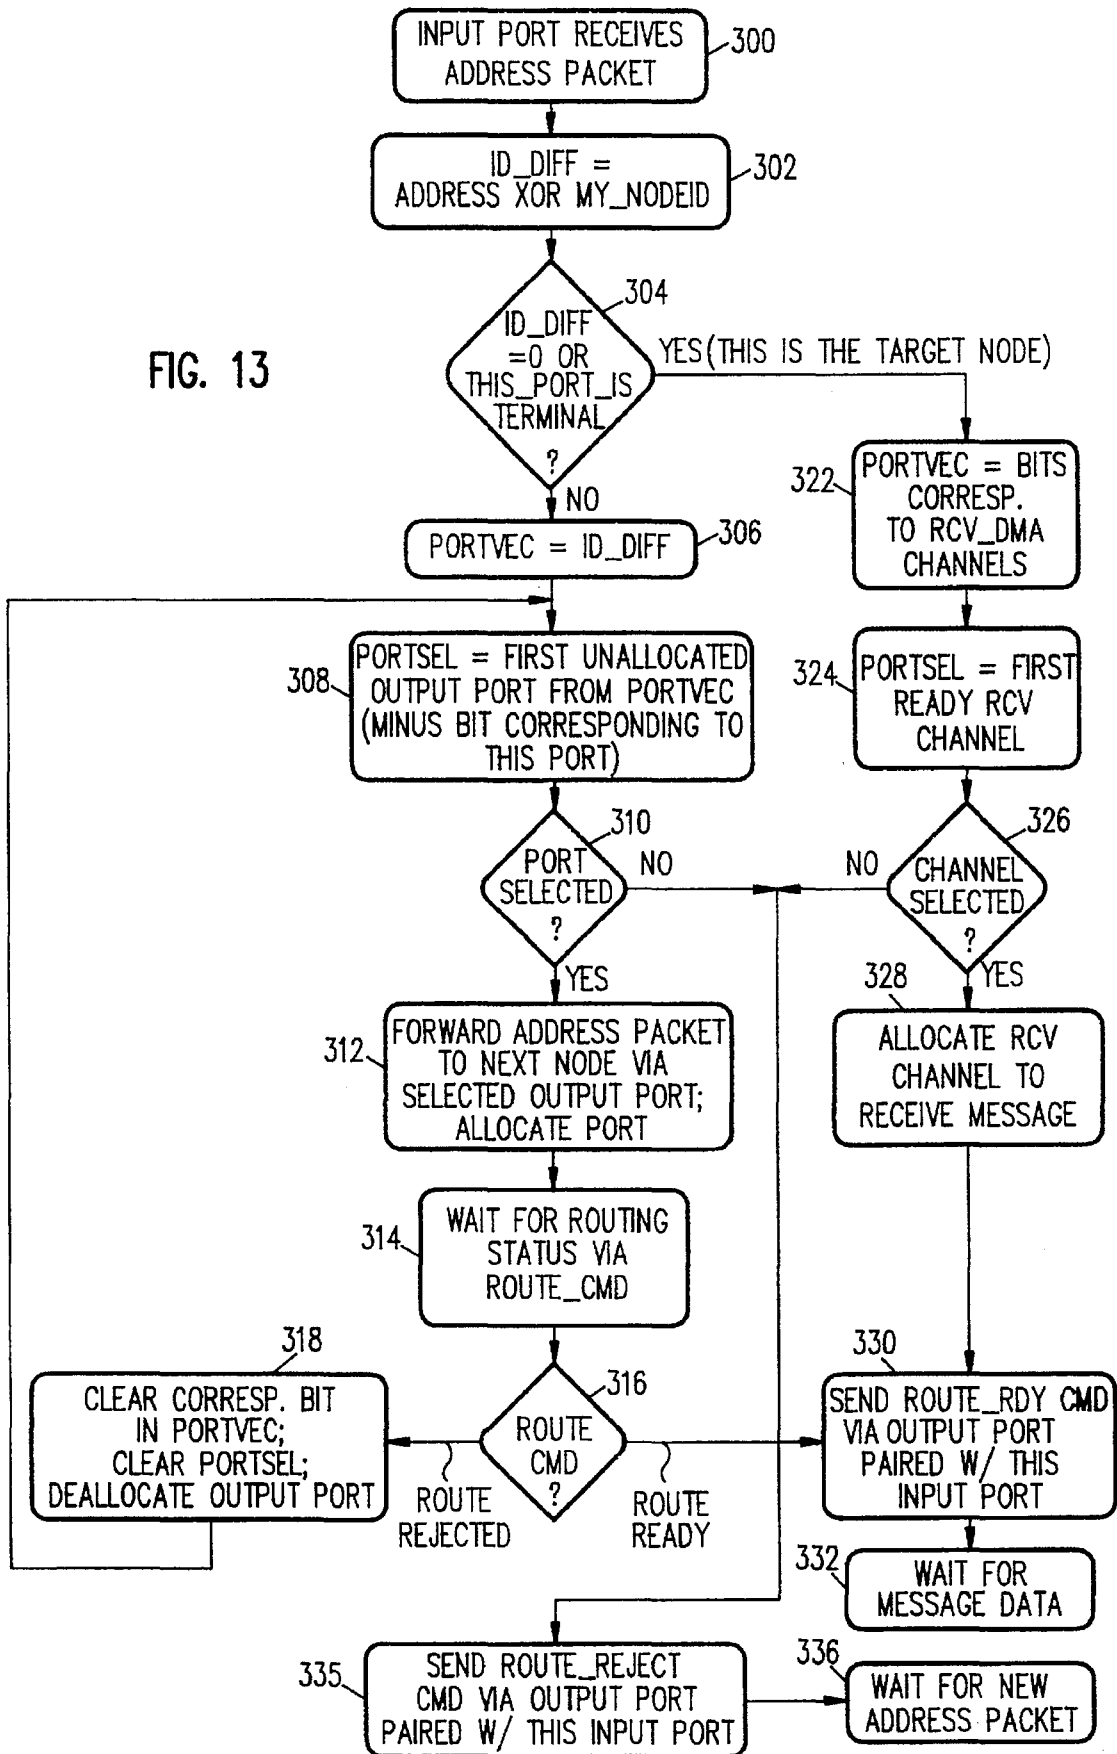 INPUT PORT RECEIVES
ADDRESS PACKET
300
ID_DIFF =
ADDRESS XOR MY_NODEID
302
304
ID_DIFF
=0 OR
THIS_PORT_IS
TERMINAL
?
YES(THIS IS THE TARGET NODE)
FIG. 13
NO
PORTVEC = ID_DIFF
306
322
PORTVEC = BITS
CORRESP.
TO RCV_DMA
CHANNELS
308
PORTSEL = FIRST UNALLOCATED
OUTPUT PORT FROM PORTVEC
(MINUS BIT CORRESPONDING TO
THIS PORT)
324
PORTSEL = FIRST
READY RCV
CHANNEL
310
PORT
SELECTED
?
NO
YES
326
CHANNEL
SELECTED
?
NO
YES
312
FORWARD ADDRESS PACKET
TO NEXT NODE VIA
SELECTED OUTPUT PORT;
ALLOCATE PORT
328
ALLOCATE RCV
CHANNEL TO
RECEIVE MESSAGE
314
WAIT FOR ROUTING
STATUS VIA
ROUTE_CMD
316
ROUTE
CMD
?
318
CLEAR CORRESP. BIT
IN PORTVEC;
CLEAR PORTSEL;
DEALLOCATE OUTPUT PORT
ROUTE
REJECTED
ROUTE
READY
330
SEND ROUTE_RDY CMD
VIA OUTPUT PORT
PAIRED W/ THIS
INPUT PORT
332
WAIT FOR
MESSAGE DATA
335
SEND ROUTE_REJECT
CMD VIA OUTPUT PORT
PAIRED W/ THIS INPUT PORT
336
WAIT FOR NEW
ADDRESS PACKET